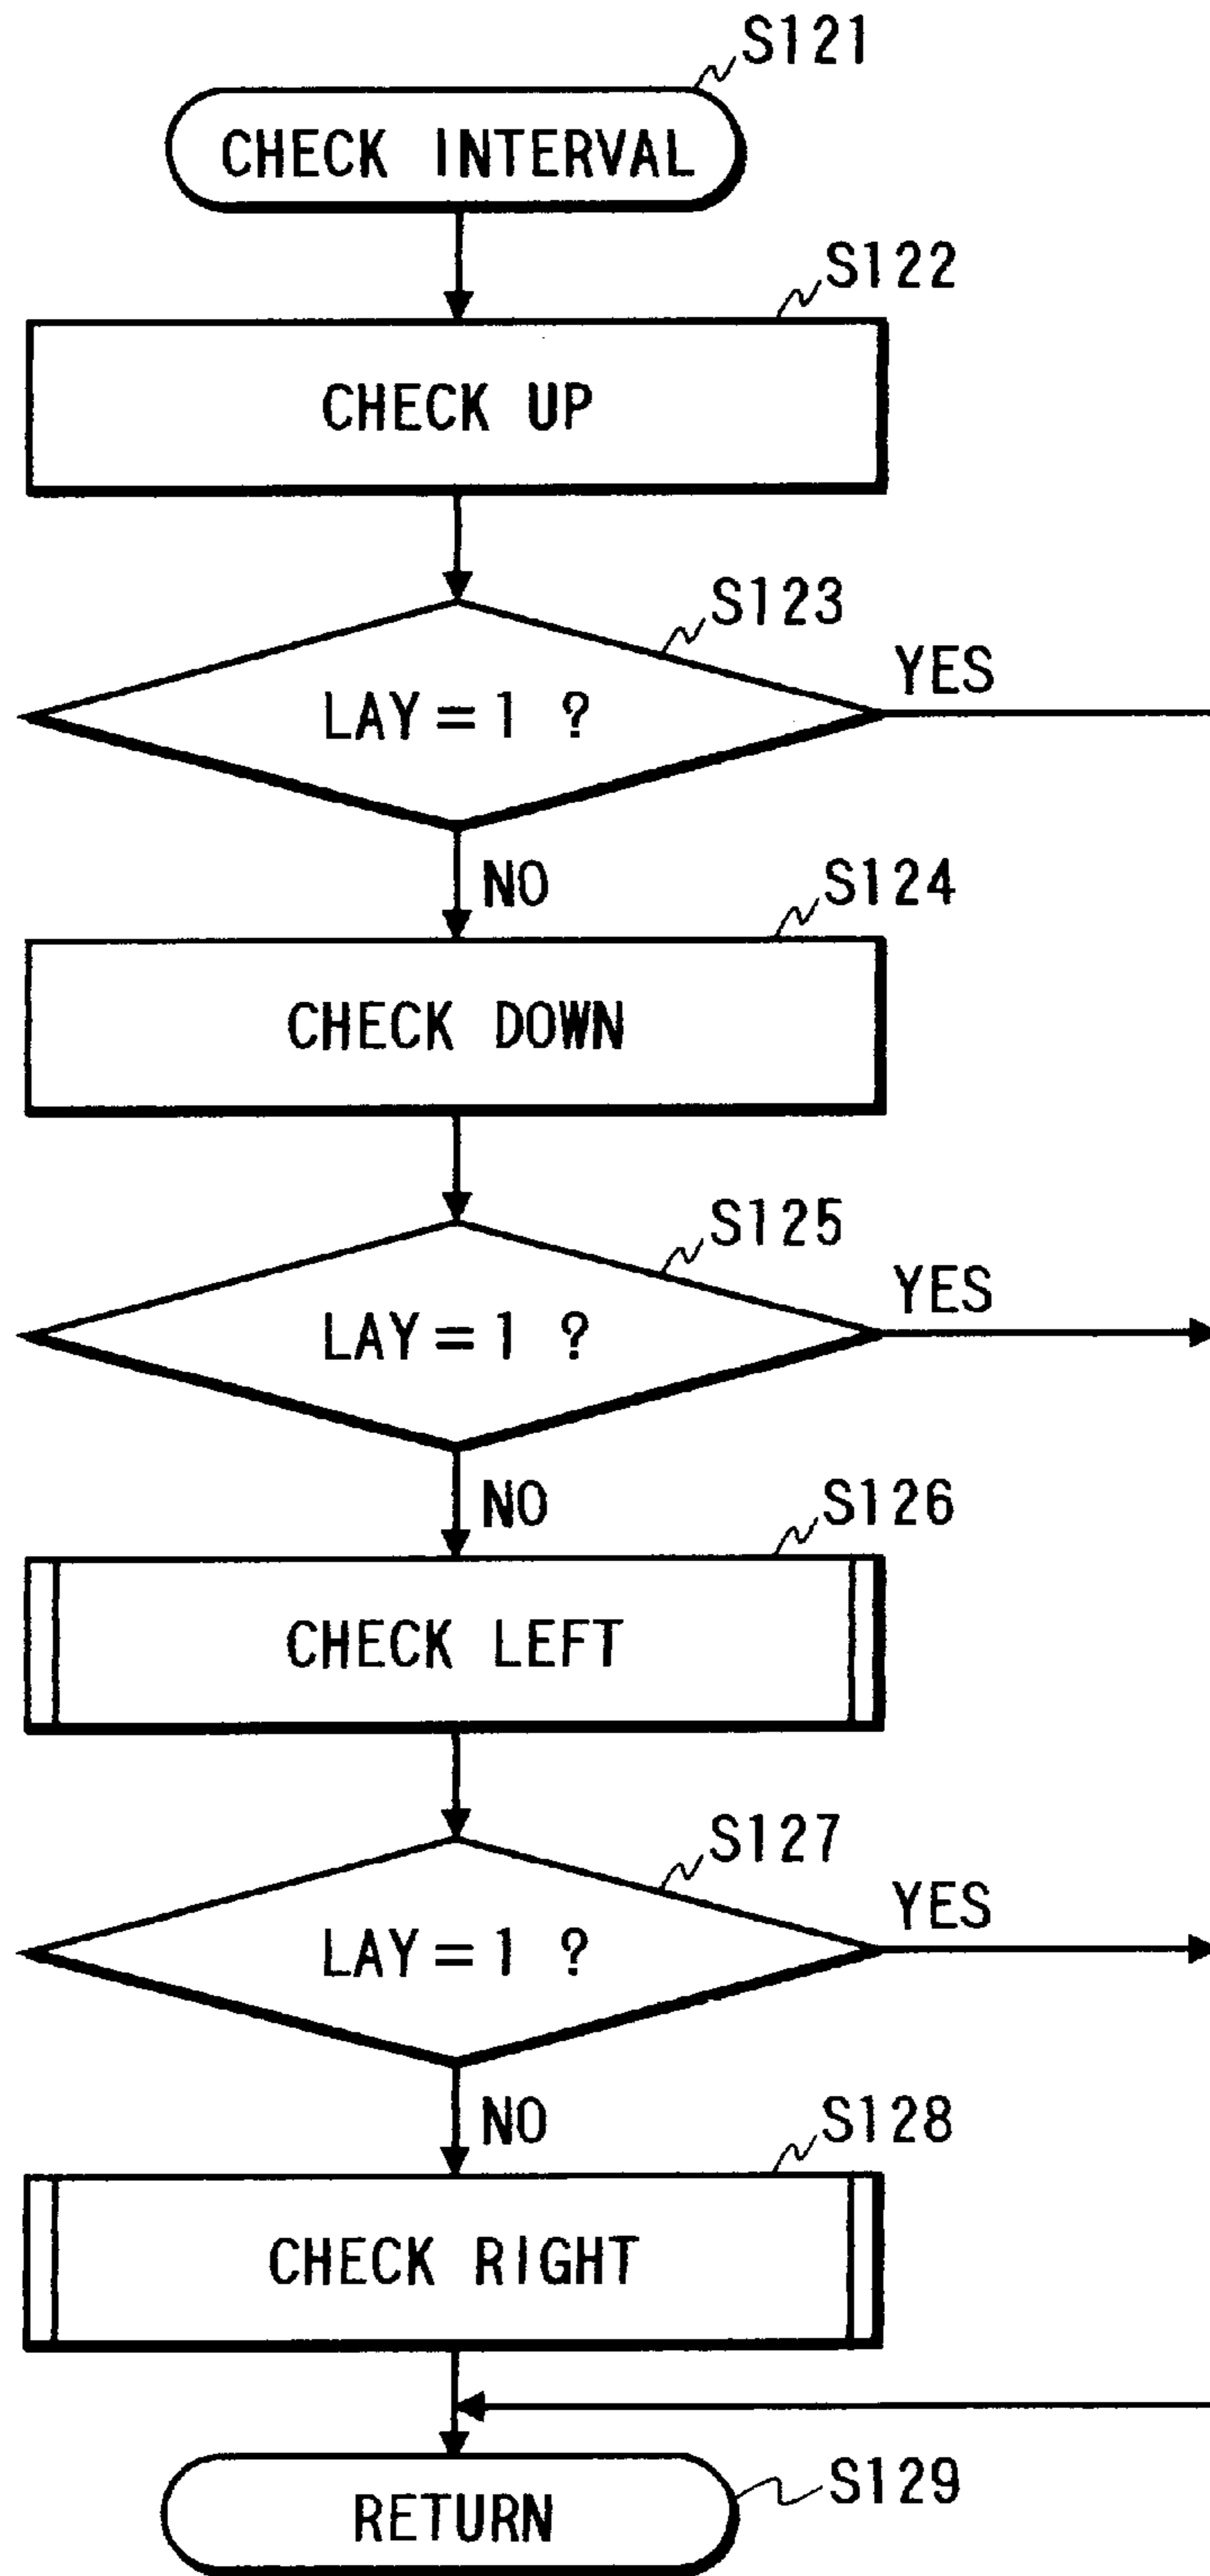 S121
CHECK INTERVAL
S122
CHECK UP
S123
LAY=1 ?
YES
NO
S124
CHECK DOWN
S125
LAY=1 ?
YES
NO
S126
CHECK LEFT
S127
LAY=1 ?
YES
NO
S128
CHECK RIGHT
RETURN
S129